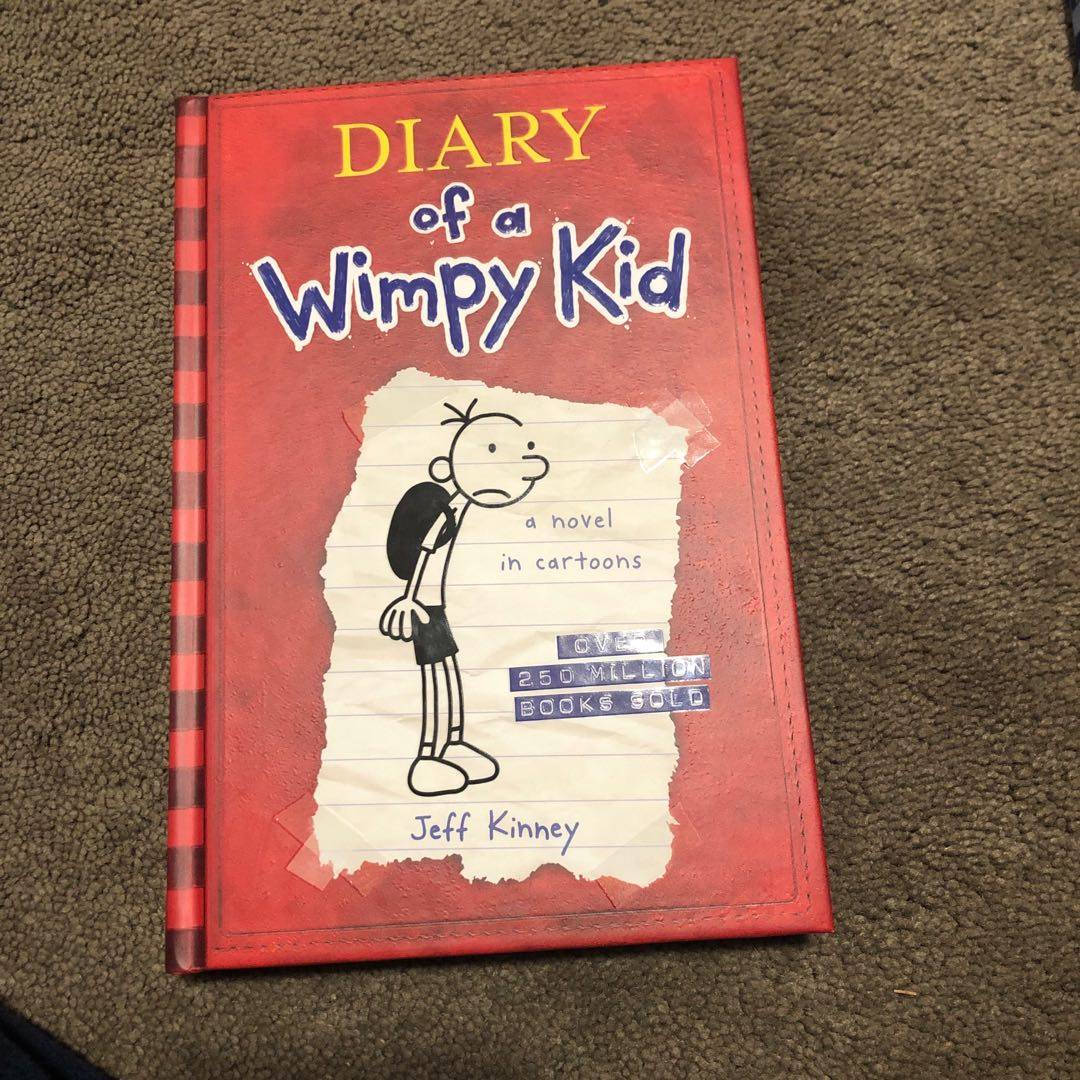 DIARY
of a
Wimpy Kid
a novel
in cartoons
OVER
250 MILLION
BOOKS SOLD
Jeff Kinney